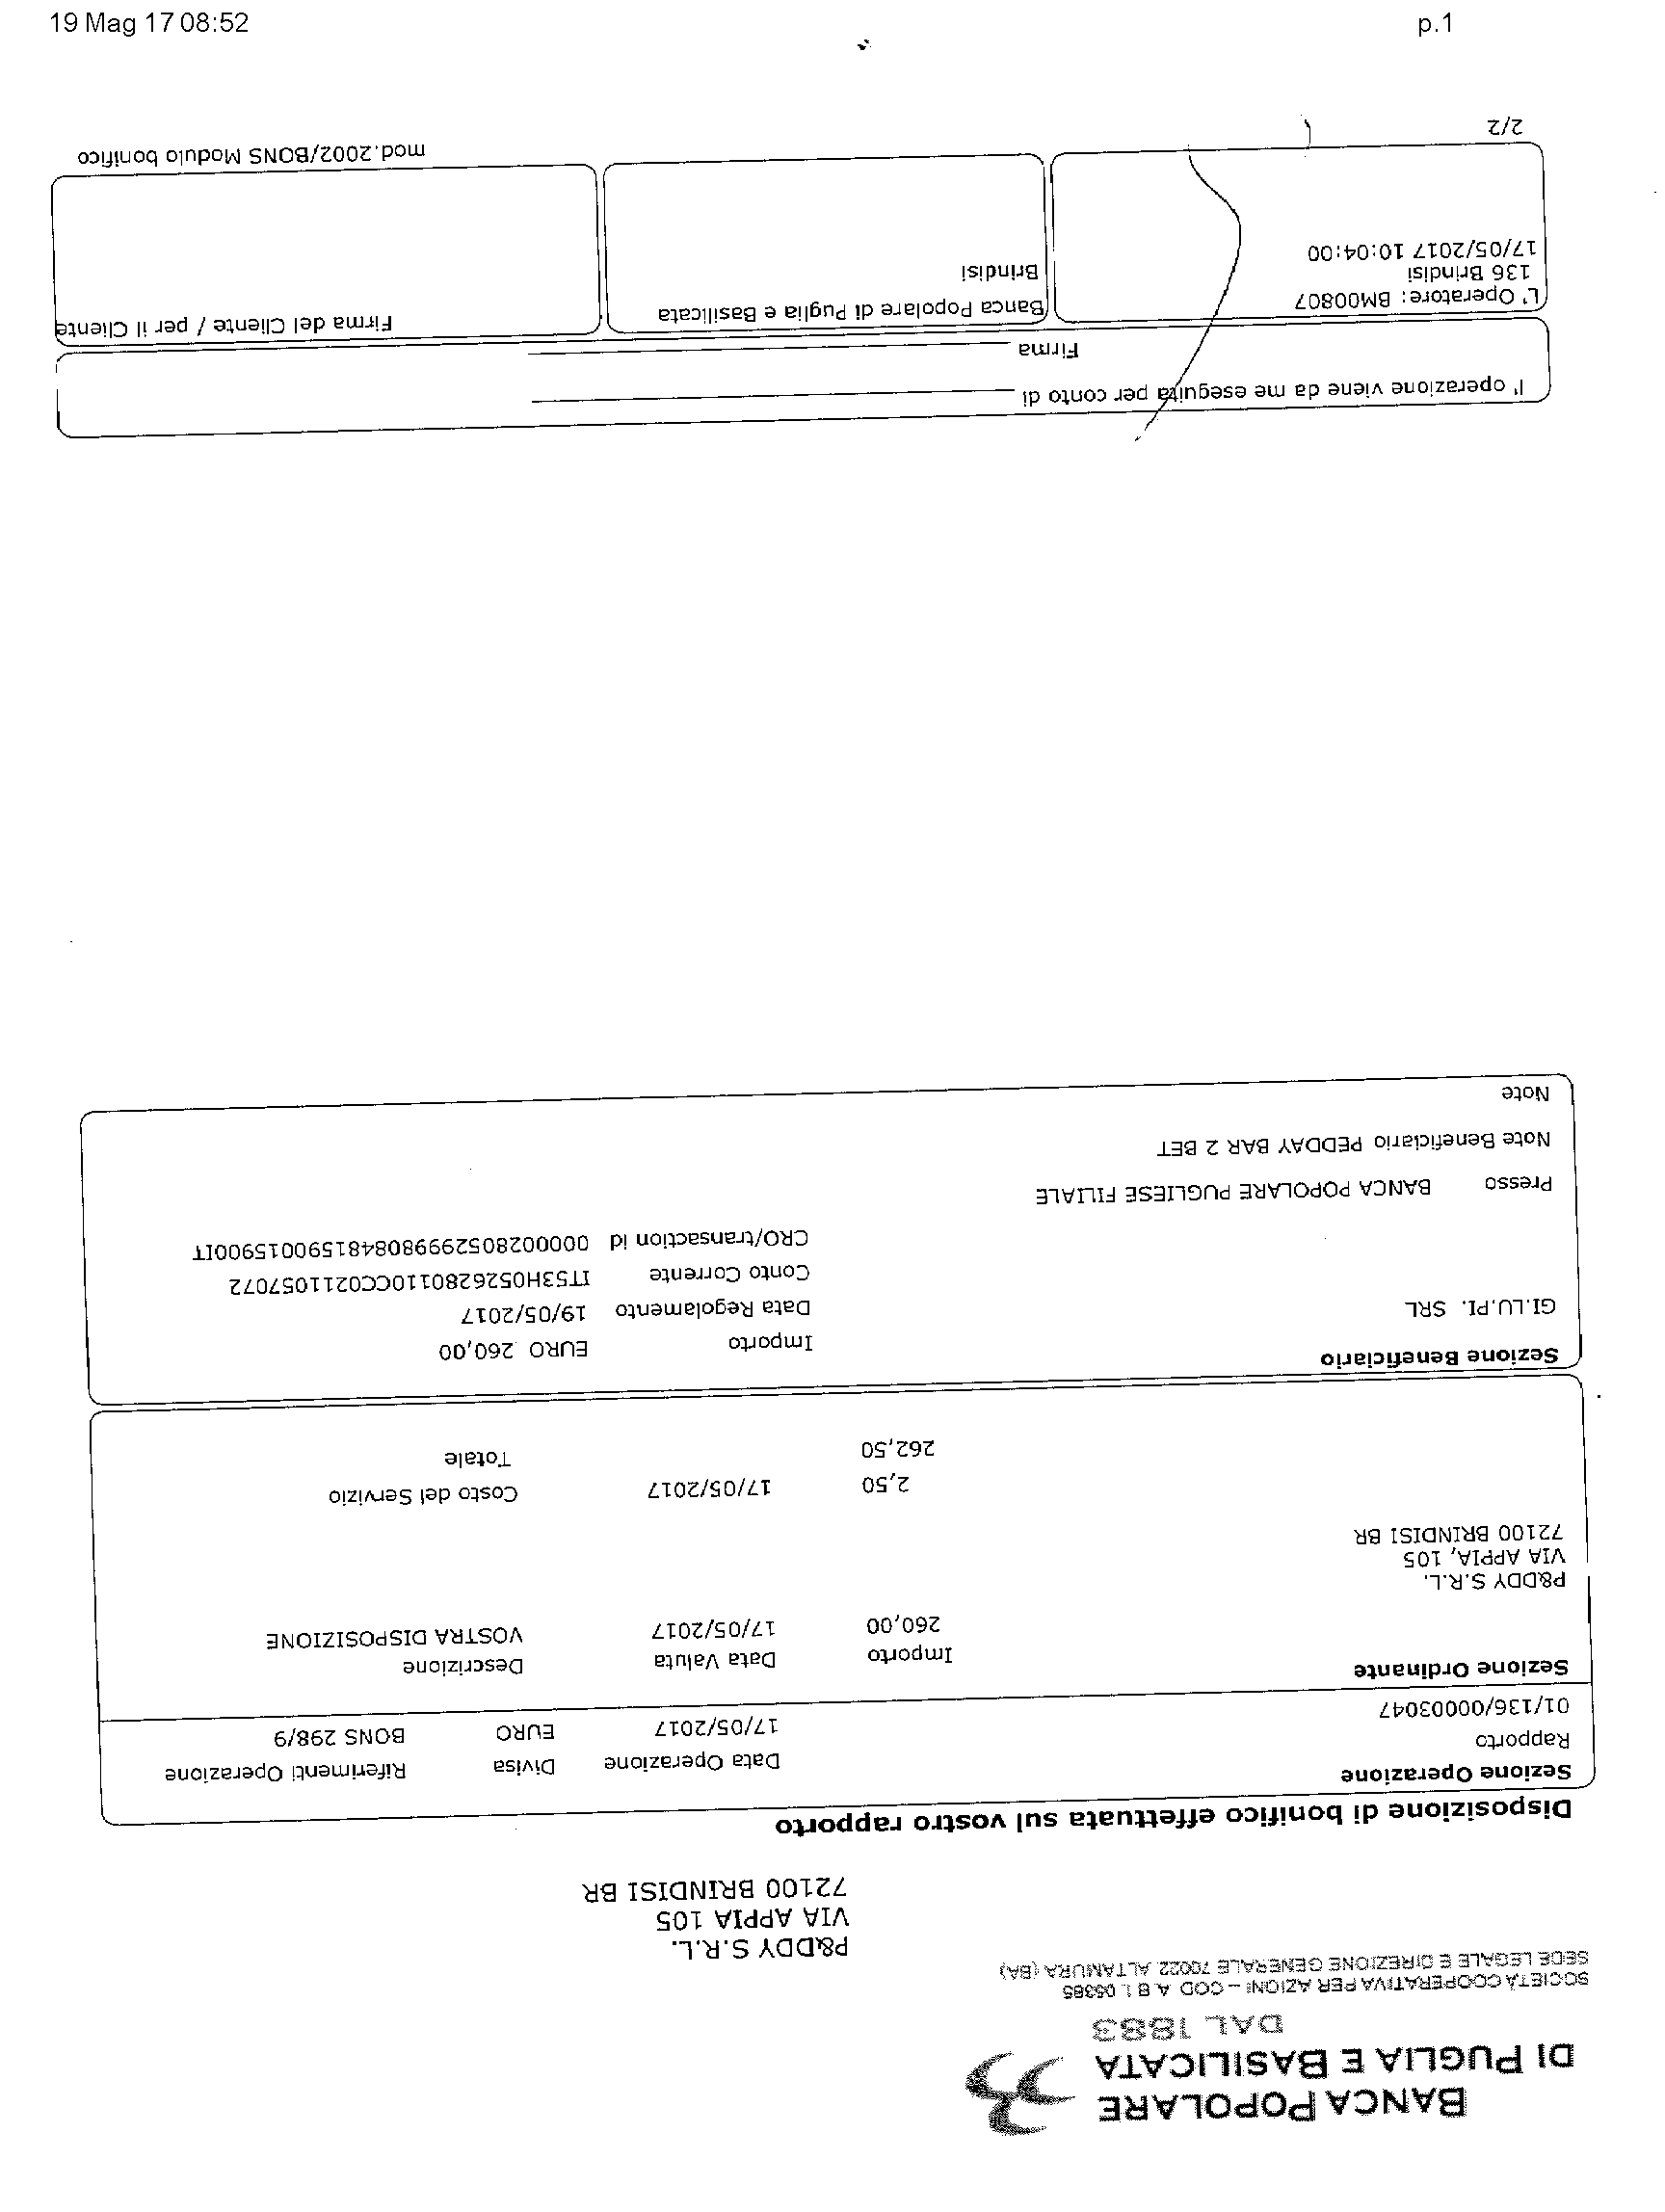 19 Mag 17 08:52
p.1
BANCA POPOLARE
DI PUGLIA E BASILICATA
DAL 1883
SOCIETÀ COOPERATIVA PER AZIONI – COD. A.B.I. 05385
SEDE LEGALE E DIREZIONE GENERALE 70022 ALTAMURA (BA)
P&DDY S.R.L.
VIA APPIA 105
72100 BRINDISI BR
Disposizione di bonifico effettuata sul vostro rapporto
Sezione Operazione
Rapporto Data Operazione Divisa Riferimenti Operazione
01/136/00003047 17/05/2017 EURO BONS 298/9
Sezione Ordinante Importo Data Valuta Descrizione
260,00 17/05/2017 VOSTRA DISPOSIZIONE
P&DDY S.R.L.
VIA APPIA, 105
72100 BRINDISI BR
2,50 17/05/2017 Costo del Servizio
262,50 Totale
Sezione Beneficiario Importo EURO 260,00
GI.LU.PI. SRL Data Regolamento 19/05/2017
Conto Corrente IT53H0526280110CC0211057072
CRO/transaction id 0000028052999808481590015900IT
Presso BANCA POPOLARE PUGLIESE FILIALE
Note Beneficiario PEDDAY BAR 2 BET
Note
l'operazione viene da me eseguita per conto di
Firma
L'Operatore: BM00807
136 Brindisi
17/05/2017 10:04:00
Banca Popolare di Puglia e Basilicata
Brindisi
Firma del Cliente / per il Cliente
2/2
mod.2002/BONS Modulo bonifico